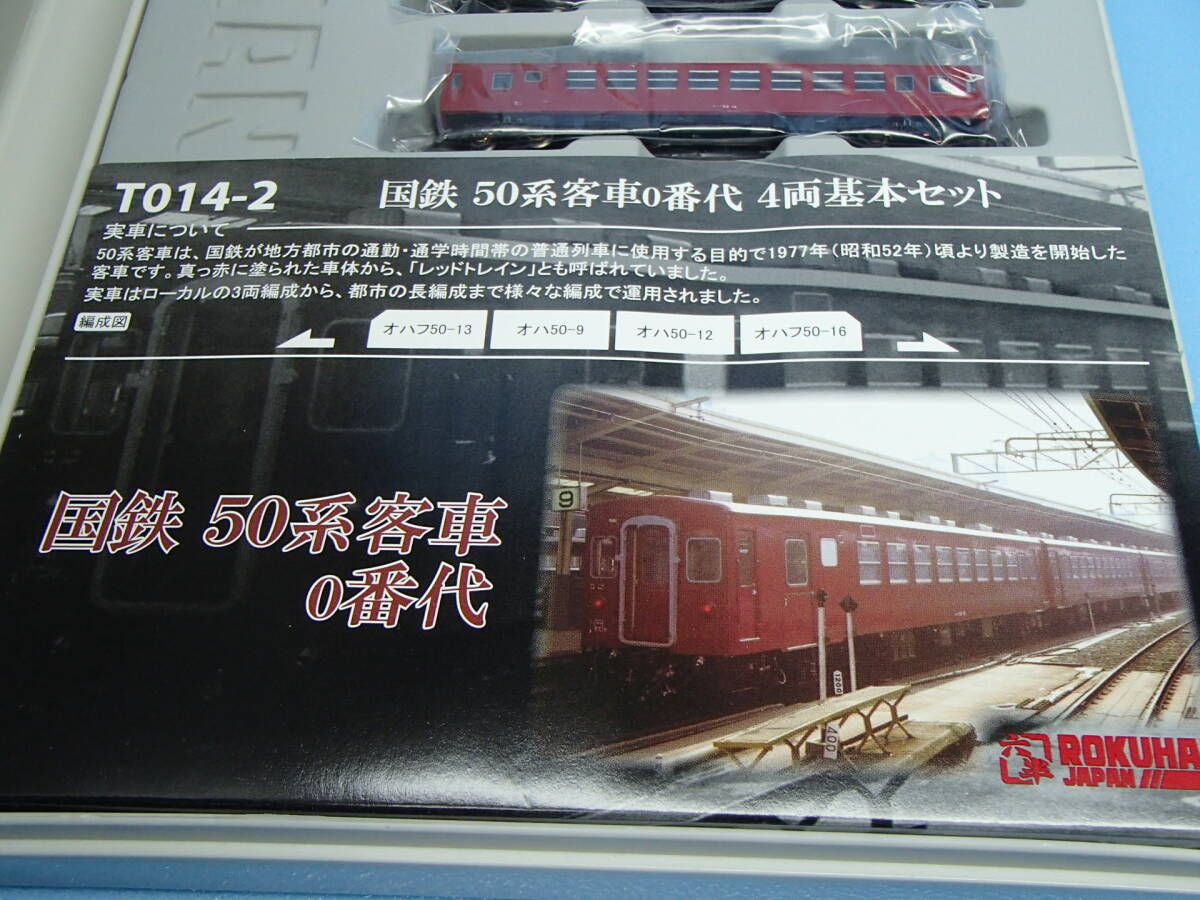 T014-2
国鉄 50系客車0番代 4両基本セット
実車について
50系客車は、国鉄が地方都市の通勤・通学時間帯の普通列車に使用する目的で1977年(昭和52年)頃より製造を開始した
客車です。真っ赤に塗られた車体から、「レッドトレイン」とも呼ばれていました。
実車はローカルの3両編成から、都市の長編成まで様々な編成で運用されました。
編成図
オハフ50-13 オハ50-9 オハ50-12 オハフ50-16
9
国鉄 50系客車
0番代
1200
400
ROKUHA
JAPAN